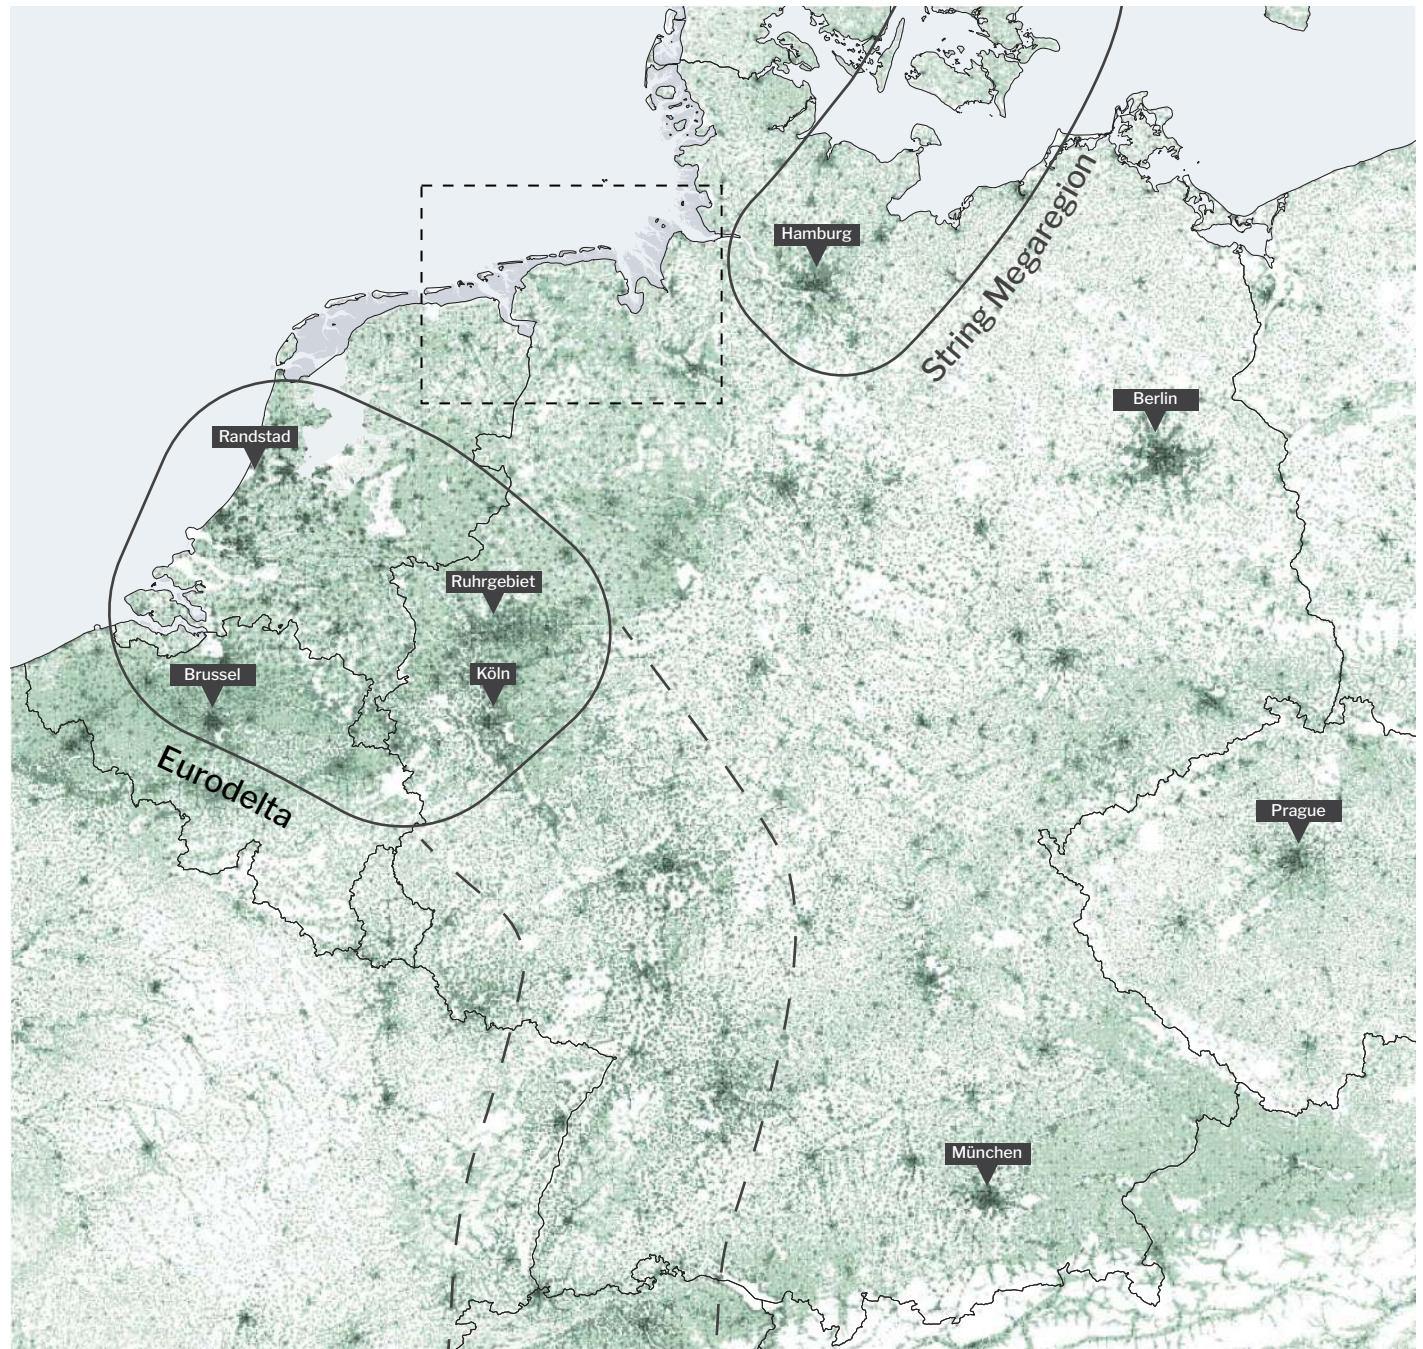 Hamburg
String Megaregion
Berlin
Randstad
Ruhrgebiet
Köln
Brussel
Eurodelta
Prague
München